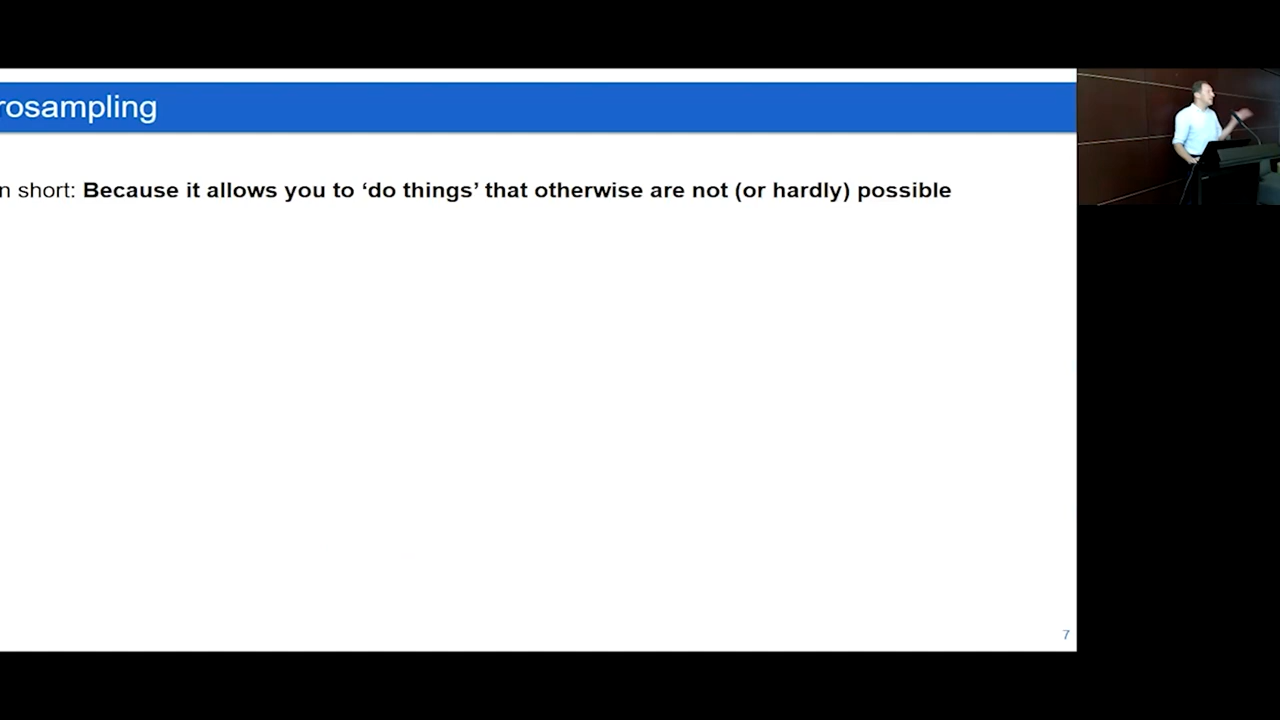 rosampling
n short: Because it allows you to ‘do things’ that otherwise are not (or hardly) possible
7